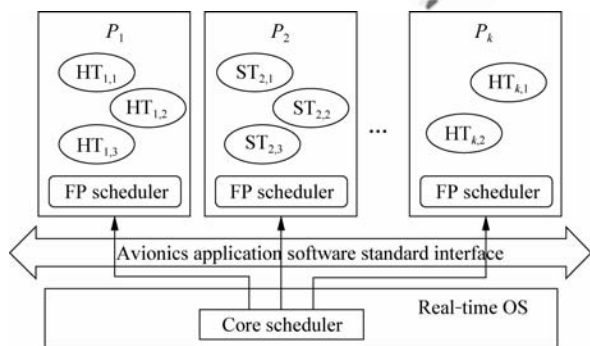 P1
P2
Pk
HT1,1
HT1,2
HT1,3
ST2,1
ST2,2
ST2,3
...
HTk,1
HTk,2
FP scheduler
FP scheduler
FP scheduler
Avionics application software standard interface
Real-time OS
Core scheduler